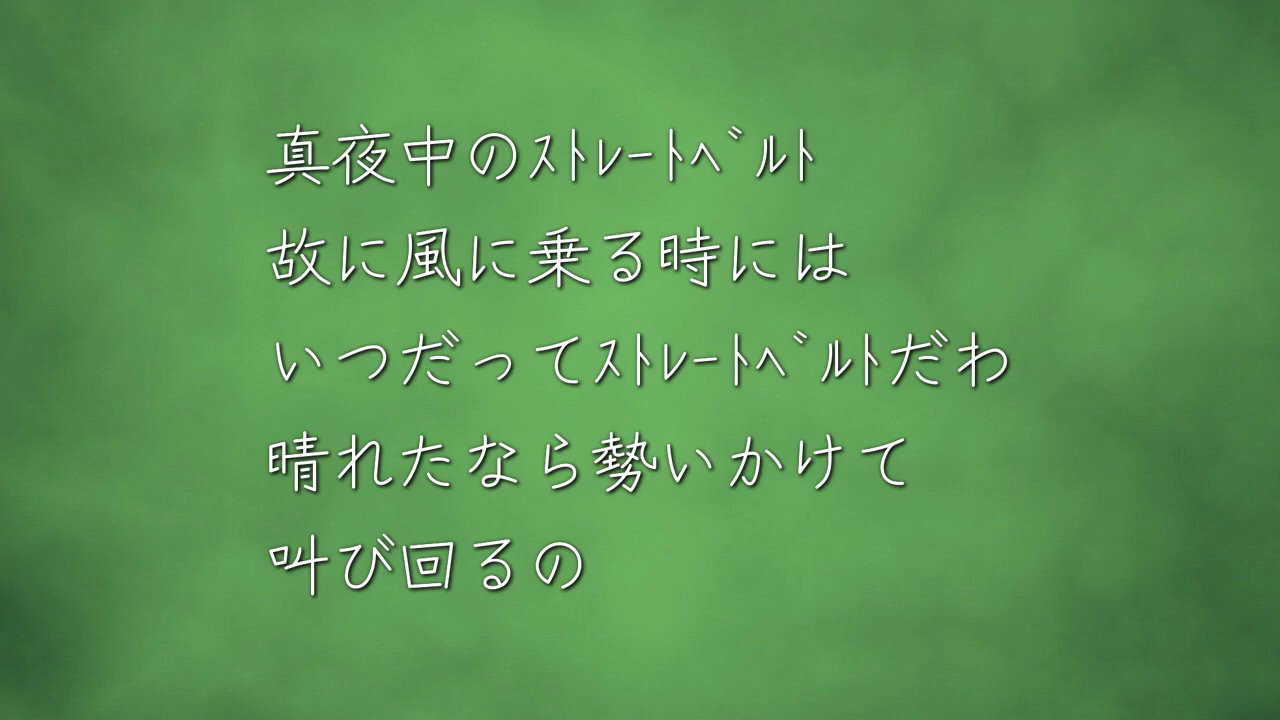 真夜中のｽﾄﾚｰﾄﾍﾞﾙﾄ
故に風に乗る時には
いつだってｽﾄﾚｰﾄﾍﾞﾙﾄだわ
晴れたなら勢いかけて
叫び回るの